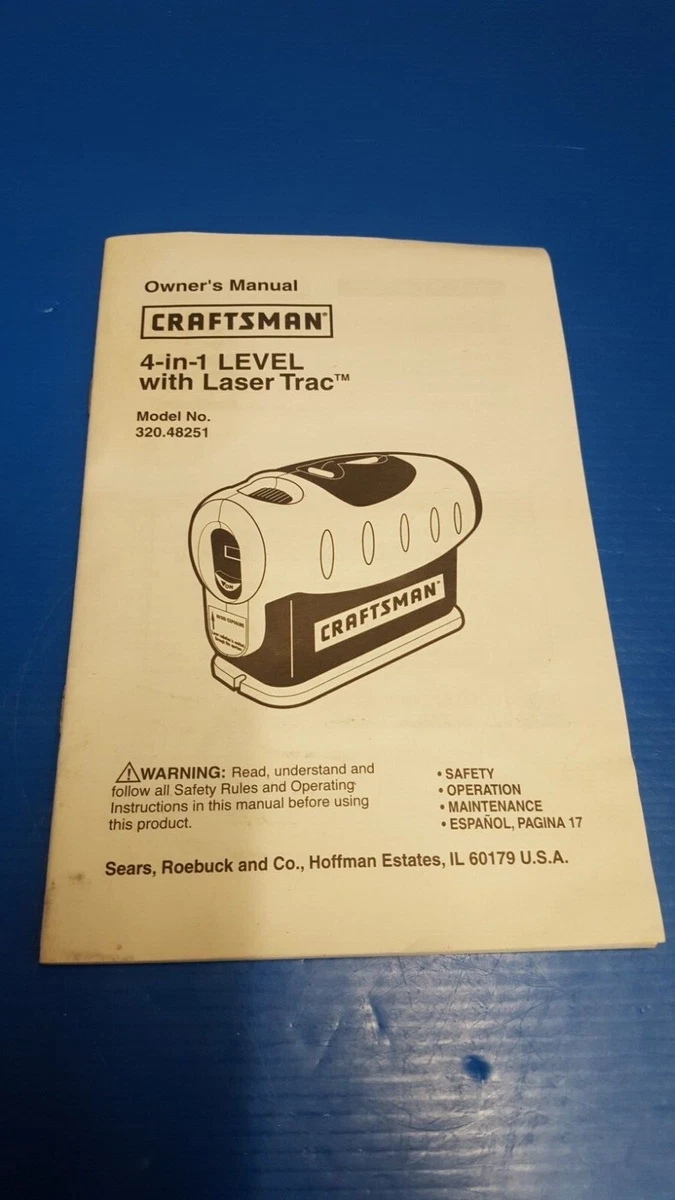 Owner's Manual
CRAFTSMAN®
4-in-1 LEVEL
with Laser Trac™
Model No.
320.48251
CRAFTSMAN
⚠WARNING: Read, understand and
follow all Safety Rules and Operating
Instructions in this manual before using
this product.
• SAFETY
• OPERATION
• MAINTENANCE
• ESPAÑOL, PAGINA 17
Sears, Roebuck and Co., Hoffman Estates, IL 60179 U.S.A.